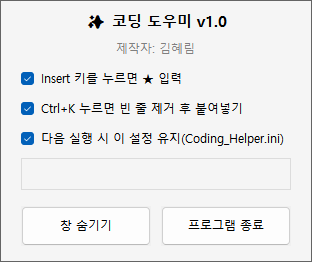 ✨ 코딩 도우미 v1.0
제작자: 김혜림
Insert 키를 누르면 ★ 입력
Ctrl+K 누르면 빈 줄 제거 후 붙여넣기
다음 실행 시 이 설정 유지(Coding_Helper.ini)
창 숨기기
프로그램 종료